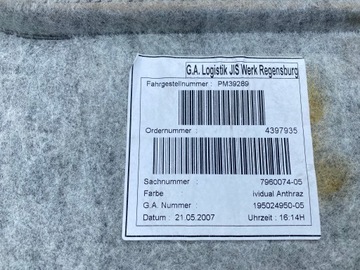 G.A. Logistik JIS Werk Regensburg
Fahrgestellnummer : PM39289
Ordernummer : 4397935
Sachnummer : 7960074-05
Farbe ividual Anthraz
G.A. Nummer : 195024950-05
Datum : 21.05.2007 Uhrzeit : 16:14H